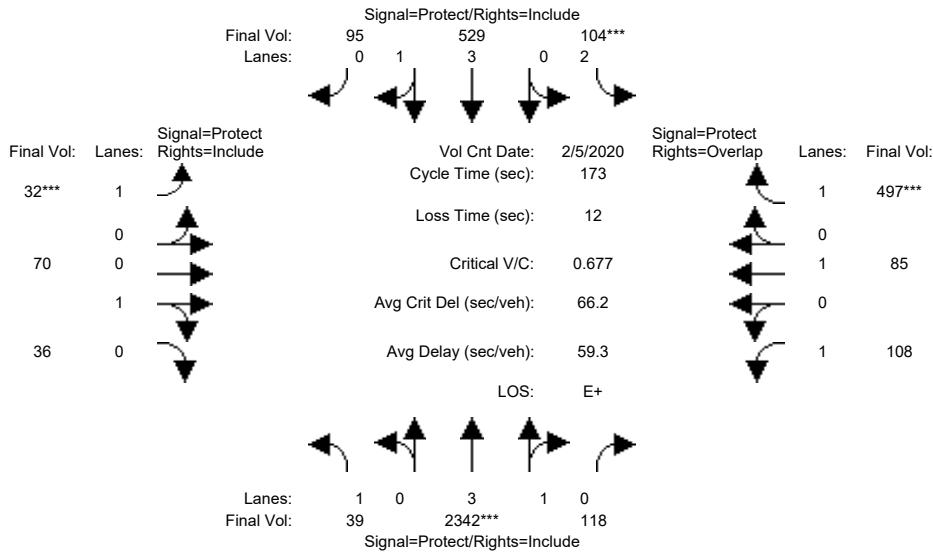 Signal=Protect/Rights=Include
Final Vol: 95 529 104***
Lanes: 0 1 3 0 2
Signal=Protect
Final Vol: Lanes: Rights=Include
Vol Cnt Date: 2/5/2020
Signal=Protect
Rights=Overlap Lanes: Final Vol:
Cycle Time (sec): 173
32*** 1
1 497***
Loss Time (sec): 12
0
0
70 0
Critical V/C: 0.677
1 85
1
Avg Crit Del (sec/veh): 66.2
0
36 0
Avg Delay (sec/veh): 59.3
1 108
LOS: E+
Lanes: 1 0 3 1 0
Final Vol: 39 2342*** 118
Signal=Protect/Rights=Include